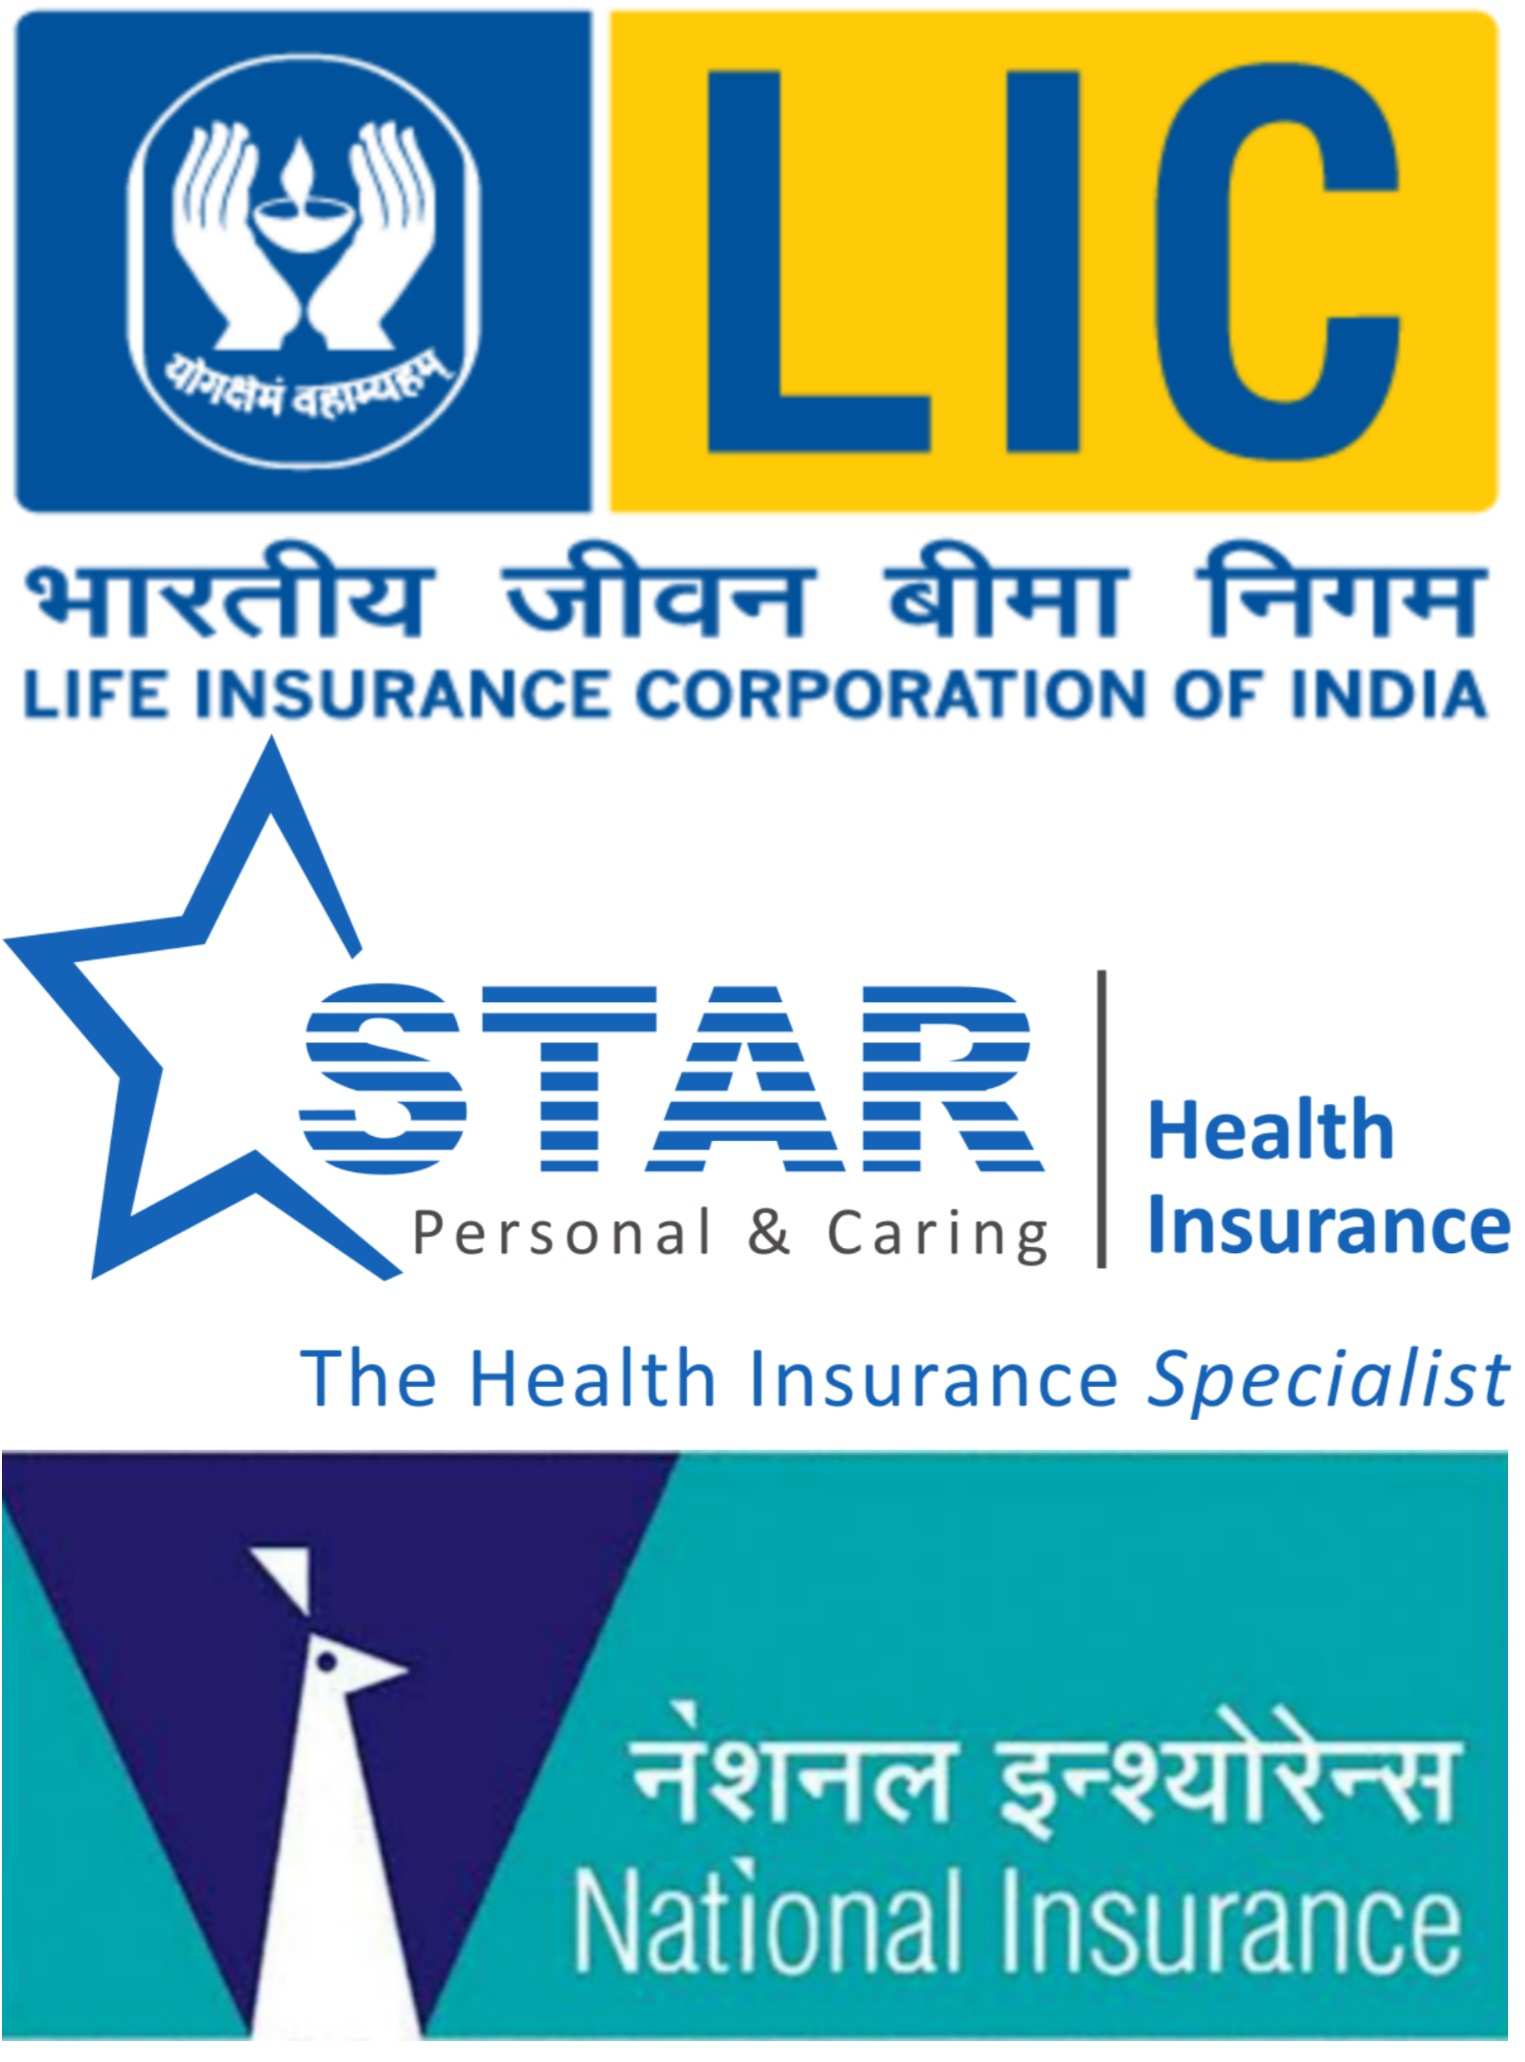 योगक्षेमं वहाम्यहम्
LIC
भारतीय जीवन बीमा निगम
LIFE INSURANCE CORPORATION OF INDIA
STAR
Personal & Caring
Health
Insurance
The Health Insurance Specialist
नेशनल इन्श्योरेन्स
National Insurance